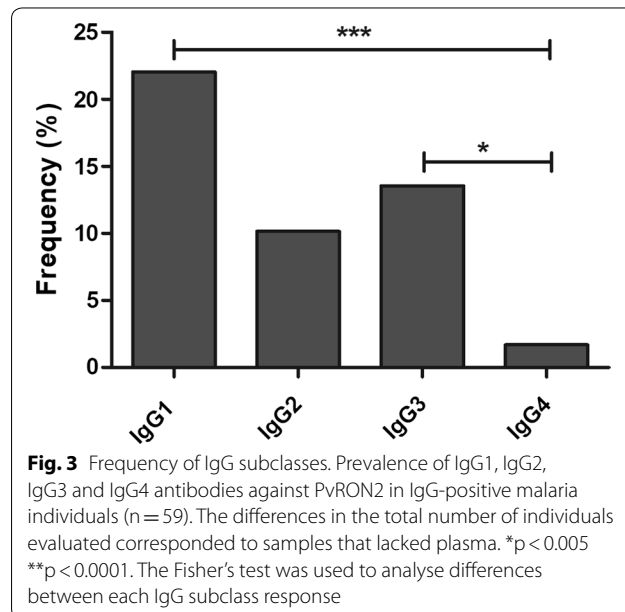 25
20
15
10
5
0
Frequency (%)
***
*
IgG1
IgG2
IgG3
IgG4
Fig. 3 Frequency of IgG subclasses. Prevalence of IgG1, IgG2,
IgG3 and IgG4 antibodies against PvRON2 in IgG-positive malaria
individuals (n=59). The differences in the total number of individuals
evaluated corresponded to samples that lacked plasma. *p<0.005
**p<0.0001. The Fisher's test was used to analyse differences
between each IgG subclass response